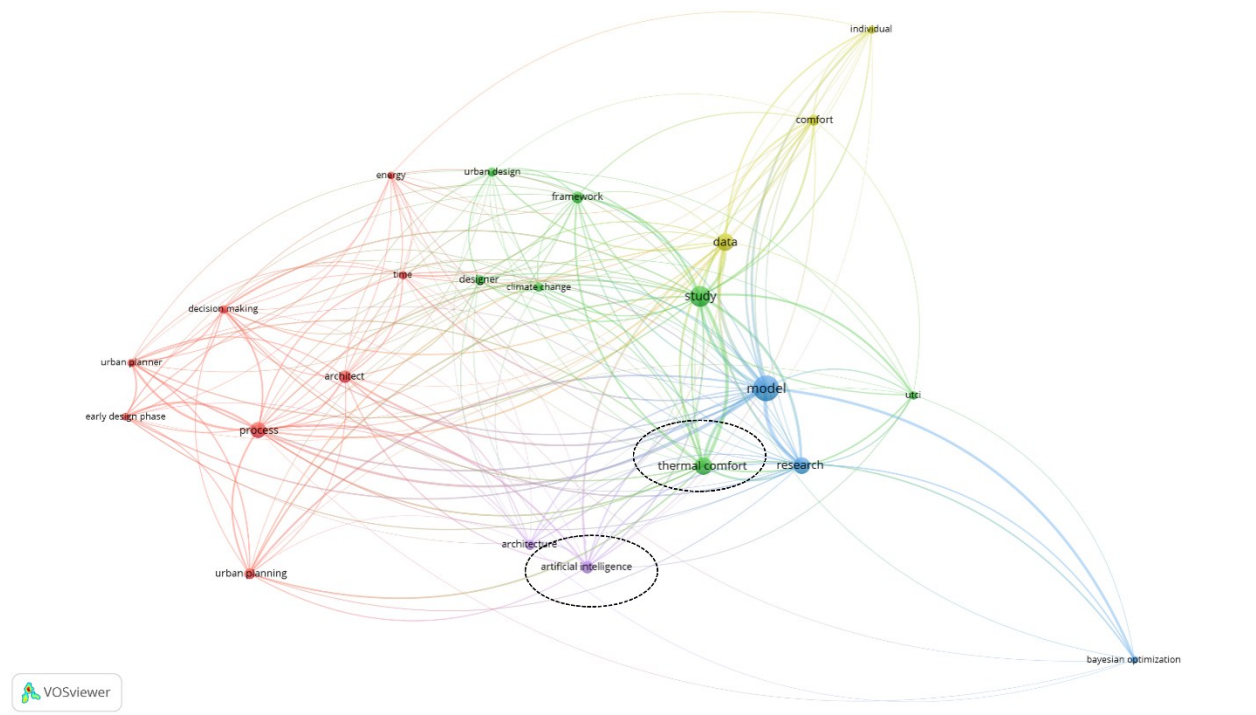 individual
comfort
energy
urban design
framework
data
time
designer
climate change
study
decision making
urban planner
architect
model
utci
early design phase
process
thermal comfort
research
architecture
artificial intelligence
urban planning
bayesian optimization
VOSviewer